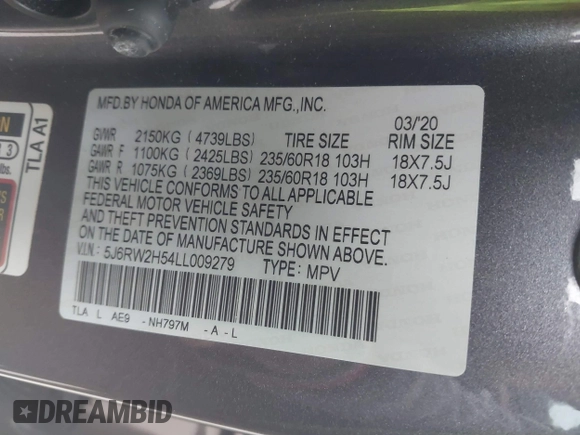 MFD.BY HONDA OF AMERICA MFG.,INC.
03/'20
GVWR 2150KG ( 4739LBS) TIRE SIZE RIM SIZE
GAWR F 1100KG ( 2425LBS) 235/60R18 103H 18X7.5J
GAWR R 1075KG ( 2369LBS) 235/60R18 103H 18X7.5J
THIS VEHICLE CONFORMS TO ALL APPLICABLE
FEDERAL MOTOR VEHICLE SAFETY
AND THEFT PREVENTION STANDARDS IN EFFECT
ON THE DATE OF MANUFACTURE SHOWN ABOVE.
V.I.N.: 5J6RW2H54LL009279 TYPE: MPV
TLA L AE9 - NH797M - A - L
TLA A1
DREAMBID